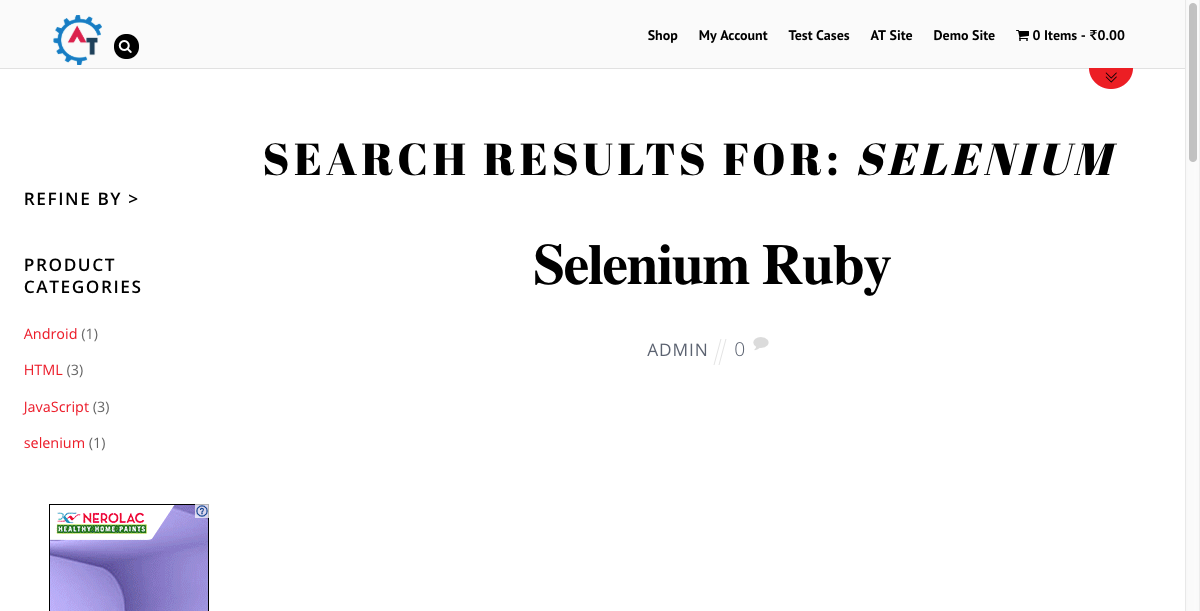 AT
Shop My Account Test Cases AT Site Demo Site 0 Items - ₹0.00
SEARCH RESULTS FOR: SELENIUM
REFINE BY >
Selenium Ruby
PRODUCT
CATEGORIES
Android (1)
ADMIN // 0
HTML (3)
JavaScript (3)
selenium (1)
NEROLAC
HEALTHY HOME PAINTS